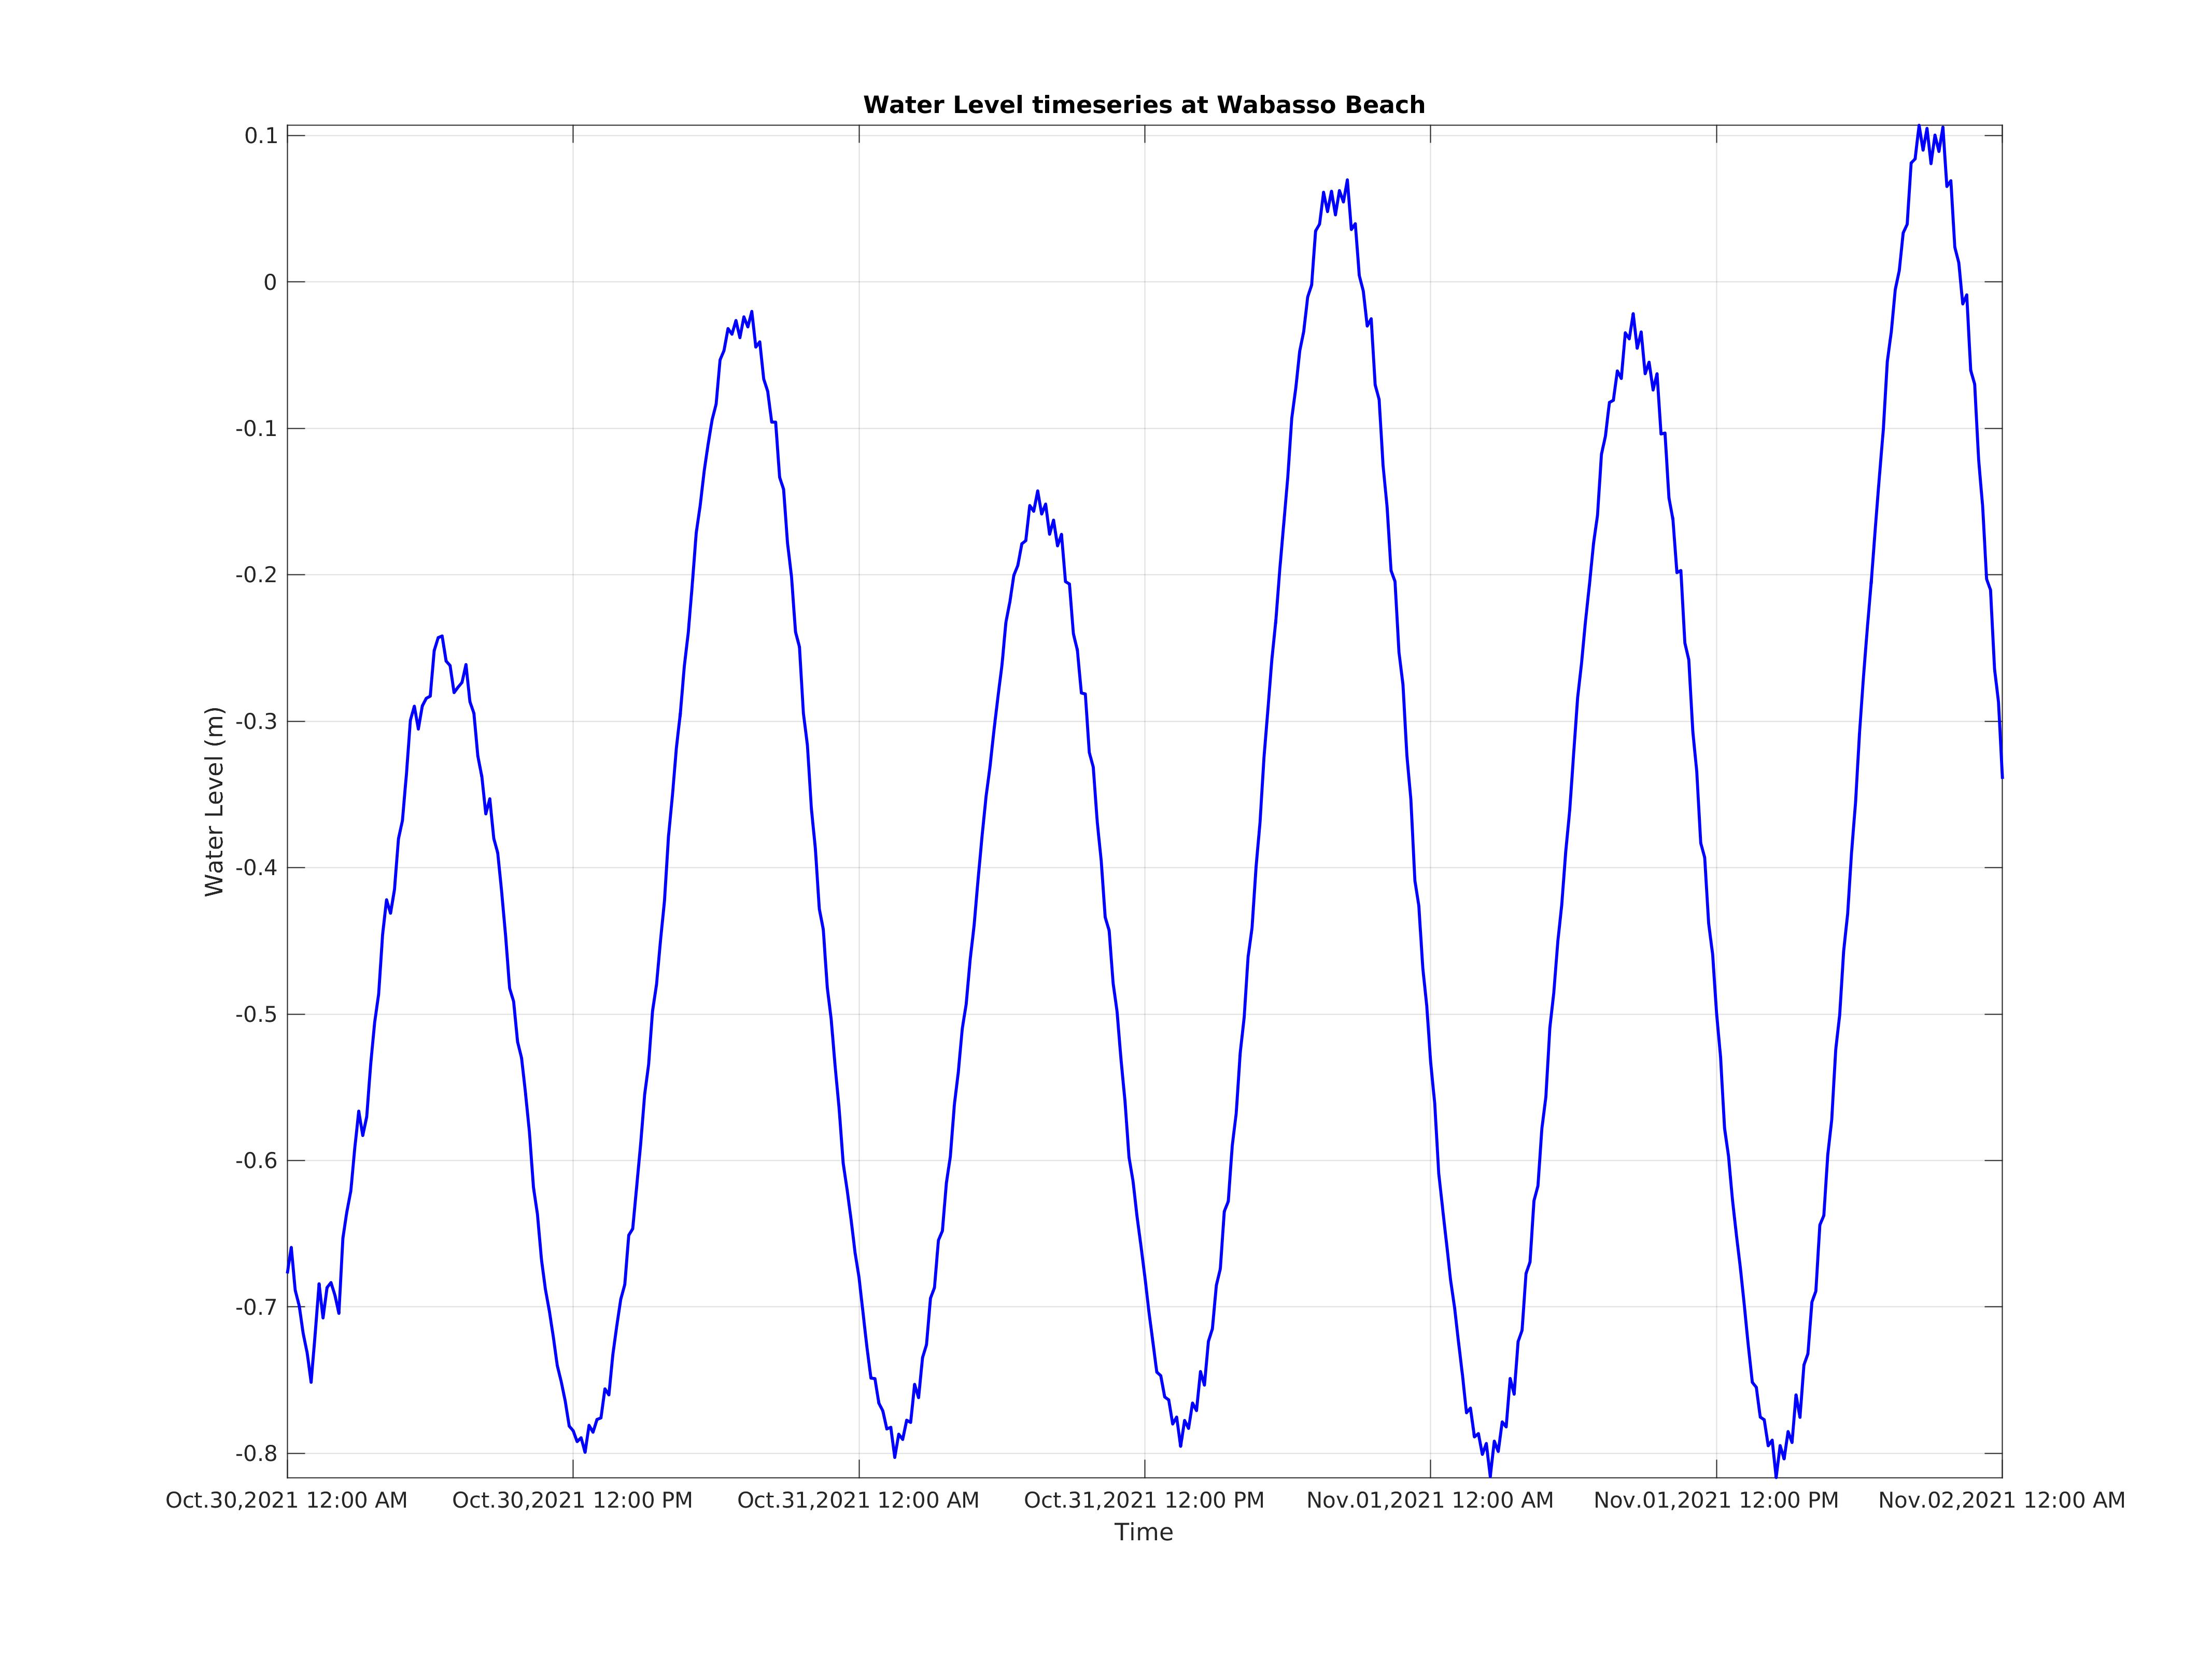 Water Level timeseries at Wabasso Beach
0.1
0
-0.1
-0.2
-0.3
-0.4
-0.5
-0.6
-0.7
-0.8
Water Level (m)
Oct.30,2021 12:00 AM
Oct.30,2021 12:00 PM
Oct.31,2021 12:00 AM
Oct.31,2021 12:00 PM
Nov.01,2021 12:00 AM
Nov.01,2021 12:00 PM
Nov.02,2021 12:00 AM
Time